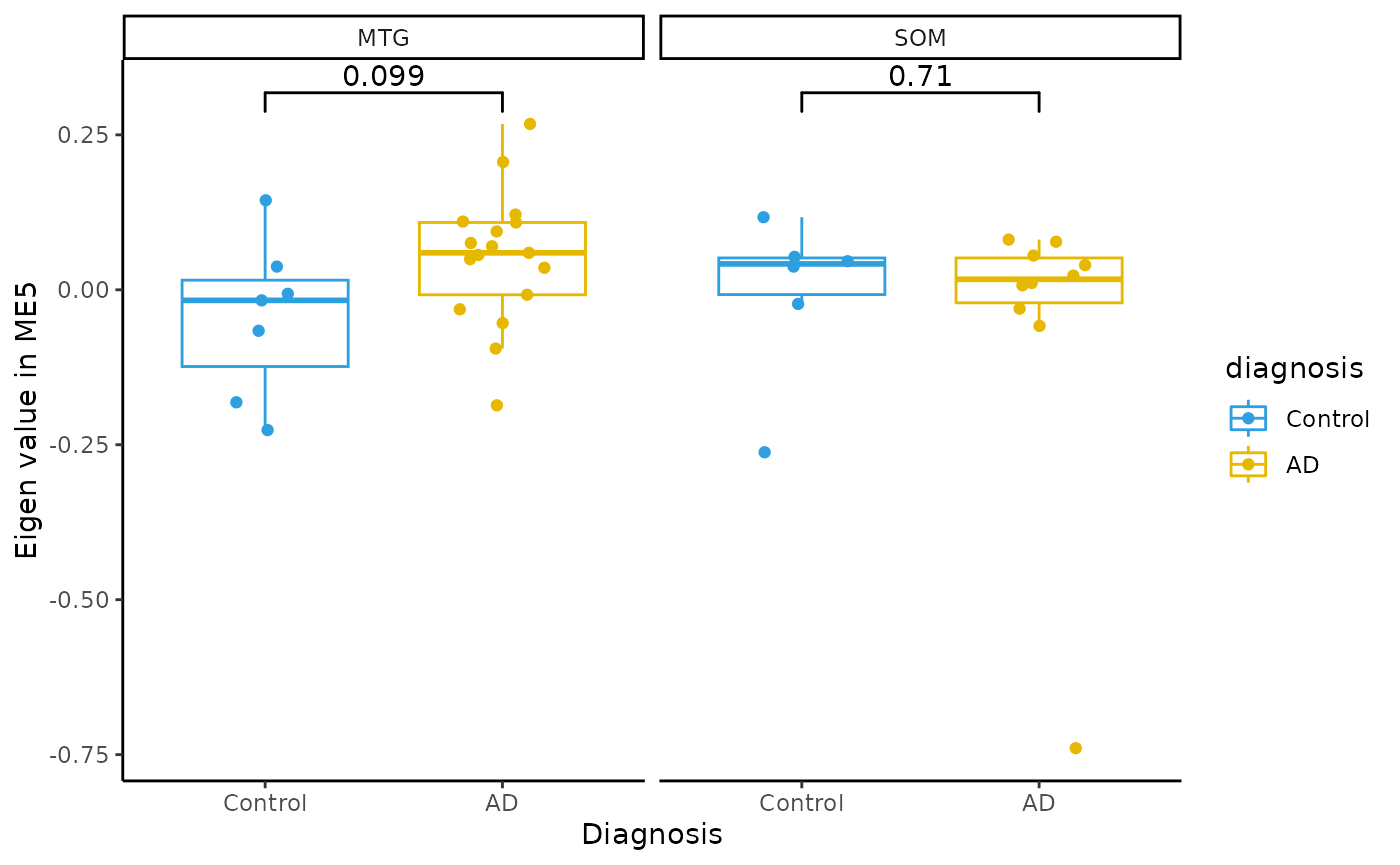 MTG
SOM
0.099
0.71
0.25
0.00
-0.25
-0.50
-0.75
Eigen value in ME5
Control
AD
Control
AD
Diagnosis
diagnosis
Control
AD